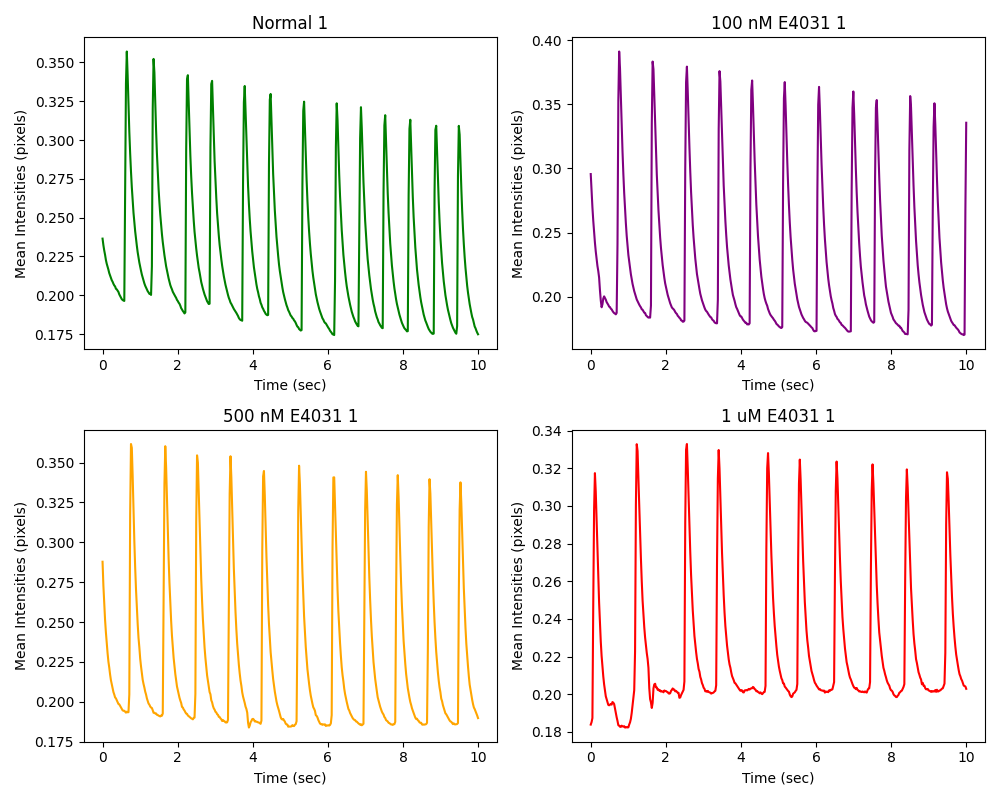 Normal 1
Mean Intensities (pixels)
0.350
0.325
0.300
0.275
0.250
0.225
0.200
0.175
0 2 4 6 8 10
Time (sec)
100 nM E4031 1
Mean Intensities (pixels)
0.40
0.35
0.30
0.25
0.20
0 2 4 6 8 10
Time (sec)
500 nM E4031 1
Mean Intensities (pixels)
0.350
0.325
0.300
0.275
0.250
0.225
0.200
0.175
0 2 4 6 8 10
Time (sec)
1 uM E4031 1
Mean Intensities (pixels)
0.34
0.32
0.30
0.28
0.26
0.24
0.22
0.20
0.18
0 2 4 6 8 10
Time (sec)